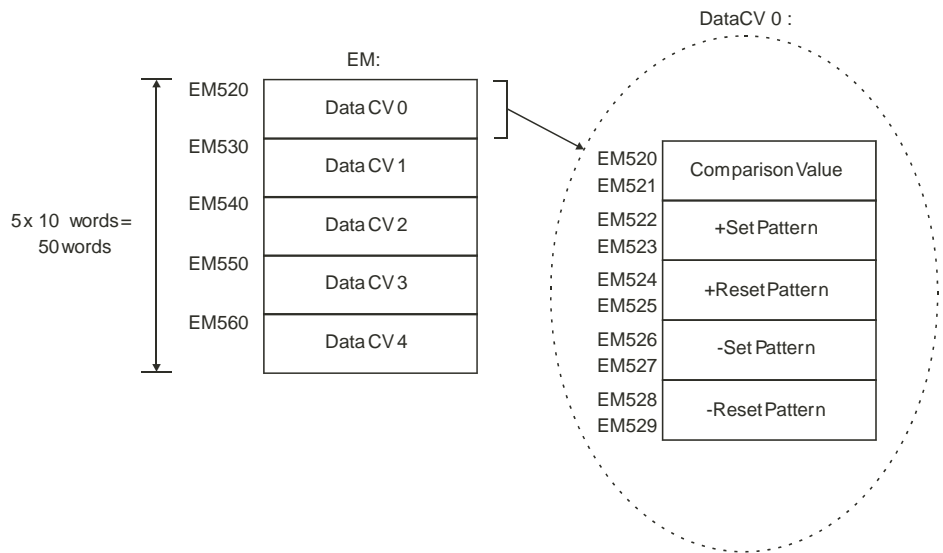 DataCV 0 :
EM:
EM520
Data CV 0
EM530
Data CV 1
EM540
Data CV 2
EM550
Data CV 3
EM560
Data CV 4
5 x 10 words =
50 words
EM520
EM521
Comparison Value
EM522
EM523
+Set Pattern
EM524
EM525
+Reset Pattern
EM526
EM527
-Set Pattern
EM528
EM529
-Reset Pattern